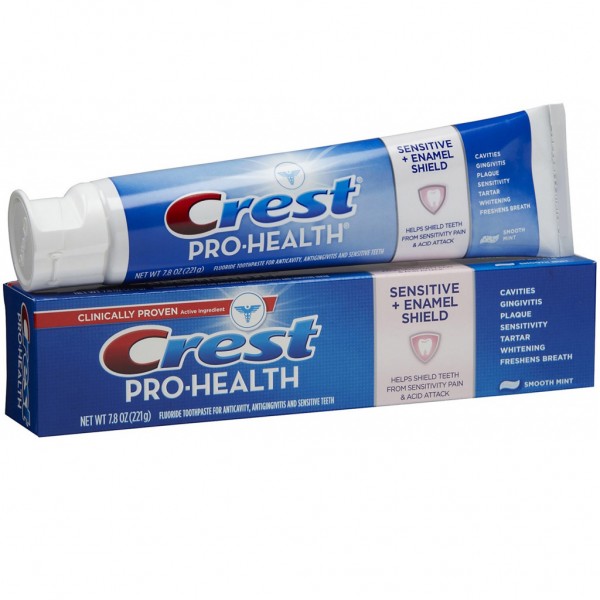 Crest
PRO-HEALTH®
NET WT 7.8 OZ (221g)
FLUORIDE TOOTHPASTE FOR ANTICAVITY, ANTIGINGIVITIS AND SENSITIVE TEETH
SENSITIVE
+ ENAMEL
SHIELD
HELPS SHIELD TEETH
FROM SENSITIVITY PAIN
& ACID ATTACK
CAVITIES
GINGIVITIS
PLAQUE
SENSITIVITY
TARTAR
WHITENING
FRESHENS BREATH
SMOOTH
MINT
Crest
PRO-HEALTH
CLINICALLY PROVEN Active Ingredient
Crest
PRO-HEALTH
NET WT 7.8 OZ (221g)
FLUORIDE TOOTHPASTE FOR ANTICAVITY, ANTIGINGIVITIS AND SENSITIVE TEETH
SENSITIVE
+ ENAMEL
SHIELD
HELPS SHIELD TEETH
FROM SENSITIVITY PAIN
& ACID ATTACK
CAVITIES
GINGIVITIS
PLAQUE
SENSITIVITY
TARTAR
WHITENING
FRESHENS BREATH
SMOOTH MINT